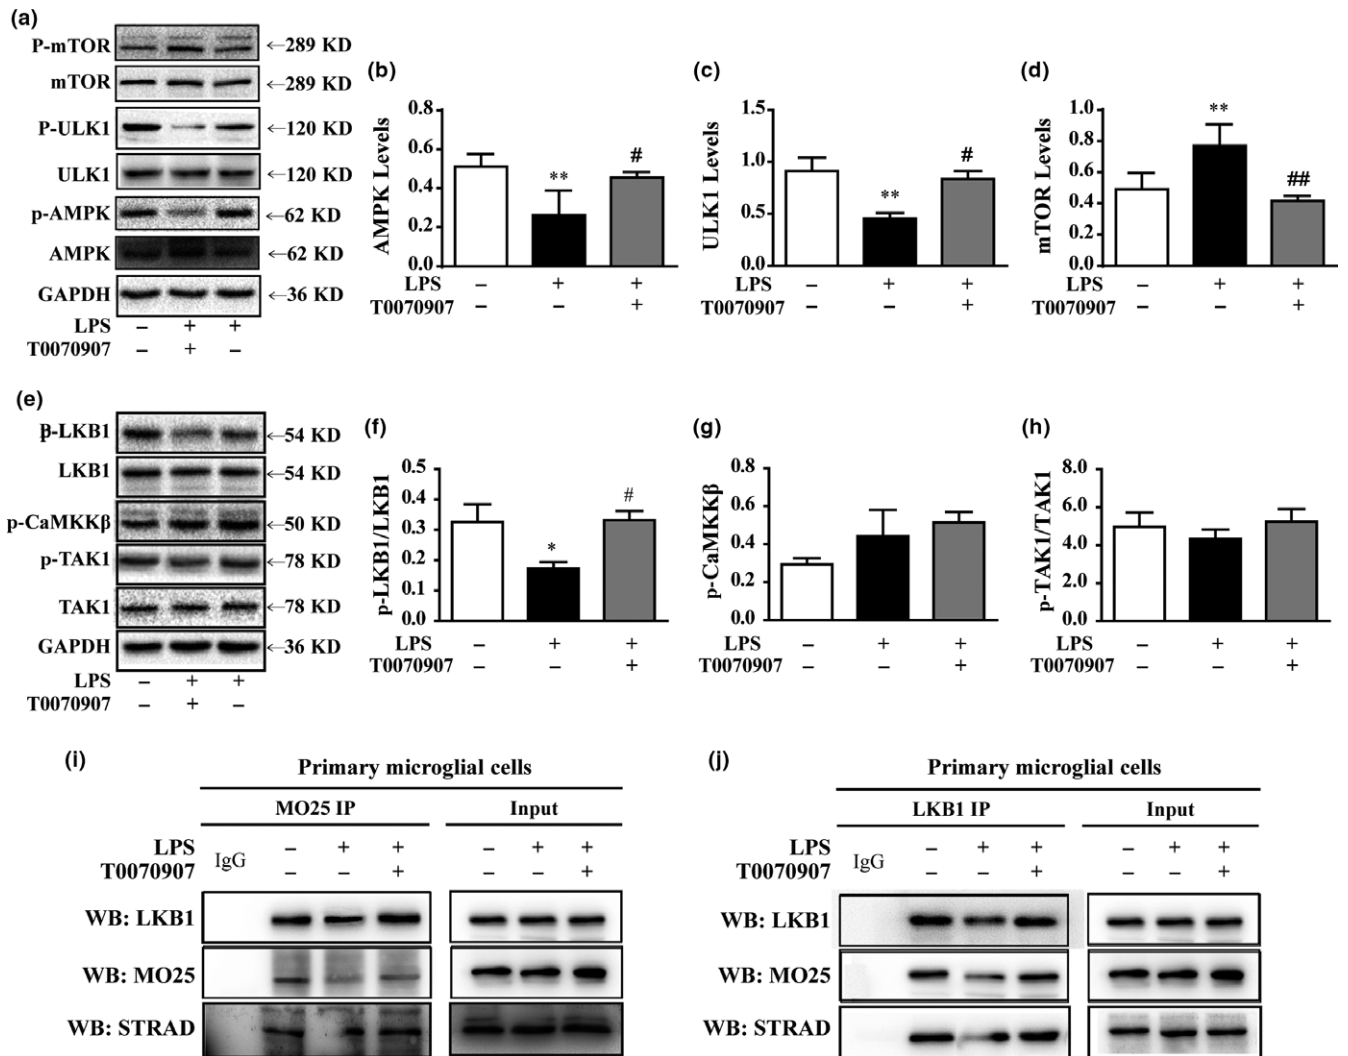 (a)
P-mTOR ←289 KD
mTOR ←289 KD
P-ULK1 ←120 KD
ULK1 ←120 KD
p-AMPK ←62 KD
AMPK ←62 KD
GAPDH ←36 KD
LPS – + +
T0070907 – + –
(b)
AMPK Levels
0.8
0.6
0.4
0.2
0.0
** #
LPS – + +
T0070907 – – +
(c)
ULK1 Levels
1.5
1.0
0.5
0.0
** #
LPS – + +
T0070907 – – +
(d)
mTOR Levels
1.0
0.8
0.6
0.4
0.2
0.0
** ##
LPS – + +
T0070907 – – +
(e)
-LKB1 ←54 KD
LKB1 ←54 KD
p-CaMKKβ ←50 KD
p-TAK1 ←78 KD
TAK1 ←78 KD
GAPDH ←36 KD
LPS – + +
T0070907 – + –
(f)
p-LKB1/LKB1
0.5
0.4
0.3
0.2
0.1
0.0
* #
LPS – + +
T0070907 – – +
(g)
p-CaMKKβ
0.8
0.6
0.4
0.2
0.0
LPS – + +
T0070907 – – +
(h)
p-TAK1/TAK1
8.0
6.0
4.0
2.0
0.0
LPS – + +
T0070907 – – +
(i)
Primary microglial cells
MO25 IP Input
LPS – + + – + +
IgG
T0070907 – – + – – +
WB: LKB1
WB: MO25
WB: STRAD
(j)
Primary microglial cells
LKB1 IP Input
LPS – + + – + +
IgG
T0070907 – – + – – +
WB: LKB1
WB: MO25
WB: STRAD